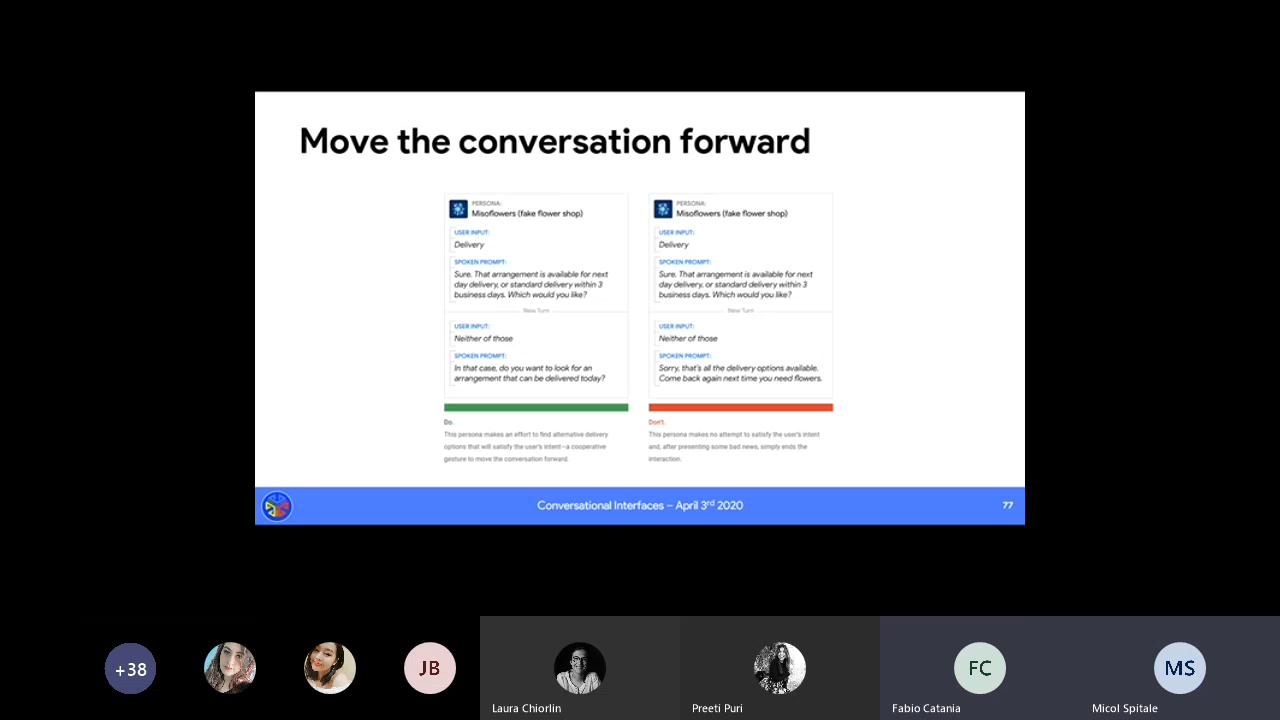 Move the conversation forward
PERSONA:
Misoflowers (fake flower shop)
USER INPUT:
Delivery
SPOKEN PROMPT:
Sure. That arrangement is available for next
day delivery, or standard delivery within 3
business days. Which would you like?
New Turn
USER INPUT:
Neither of those
SPOKEN PROMPT:
In that case, do you want to look for an
arrangement that can be delivered today?
Do.
This persona makes an effort to find alternative delivery
options that will satisfy the user's intent—a cooperative
gesture to move the conversation forward.
PERSONA:
Misoflowers (fake flower shop)
USER INPUT:
Delivery
SPOKEN PROMPT:
Sure. That arrangement is available for next
day delivery, or standard delivery within 3
business days. Which would you like?
New Turn
USER INPUT:
Neither of those
SPOKEN PROMPT:
Sorry, that's all the delivery options available.
Come back again next time you need flowers.
Don't.
This persona makes no attempt to satisfy the user's intent
and, after presenting some bad news, simply ends the
interaction.
Conversational Interfaces – April 3rd 2020
77
+38
JB
FC
MS
Laura Chiorlin
Preeti Puri
Fabio Catania
Micol Spitale